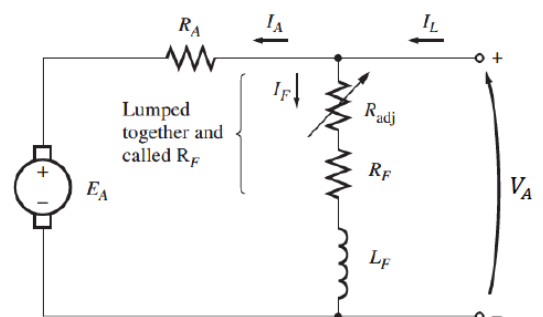 R_A
I_A
I_L
+
I_F
R_adj
Lumped
together and
called R_F
R_F
+
–
E_A
V_A
L_F
–